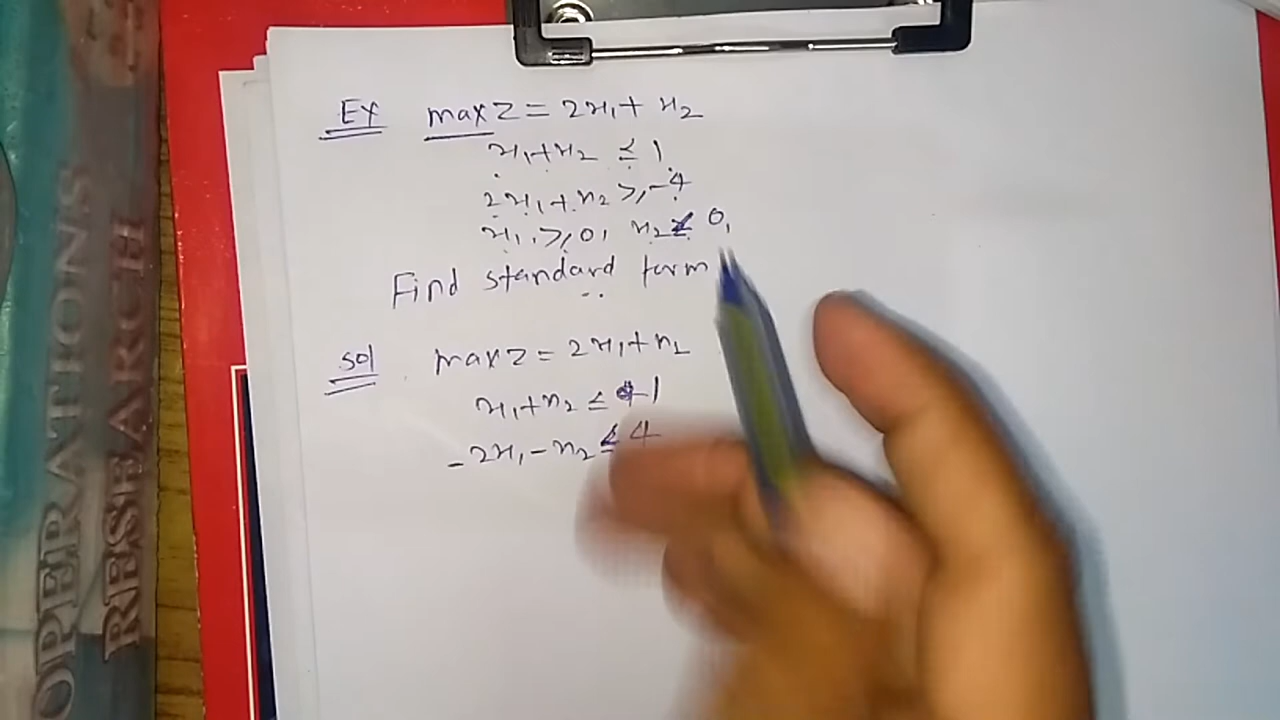 OPERATIONS
RESEARCH
Ex max Z = 2x₁ + x₂
x₁ + x₂ ≤ 1
2x₁ + x₂ ≥ -4
x₁ ≥ 0, x₂ ≤ 0,
Find standard form
Sol max Z = 2x₁ + x₂
x₁ + x₂ ≤ 1
-2x₁ - x₂ ≤ 4